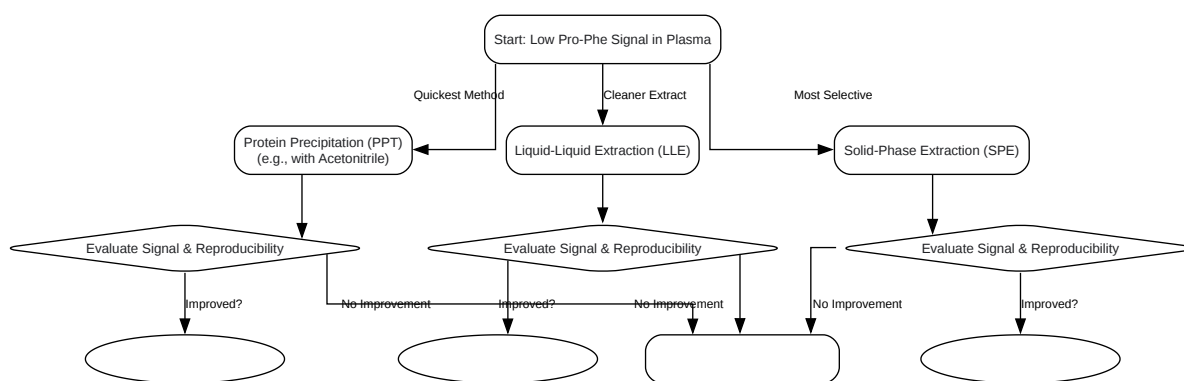 Start: Low Pro-Phe Signal in Plasma
Quickest Method
Cleaner Extract
Most Selective
Protein Precipitation (PPT)
(e.g., with Acetonitrile)
Liquid-Liquid Extraction (LLE)
Solid-Phase Extraction (SPE)
Evaluate Signal & Reproducibility
Evaluate Signal & Reproducibility
Evaluate Signal & Reproducibility
Improved?
No Improvement
Improved?
No Improvement
No Improvement
Improved?